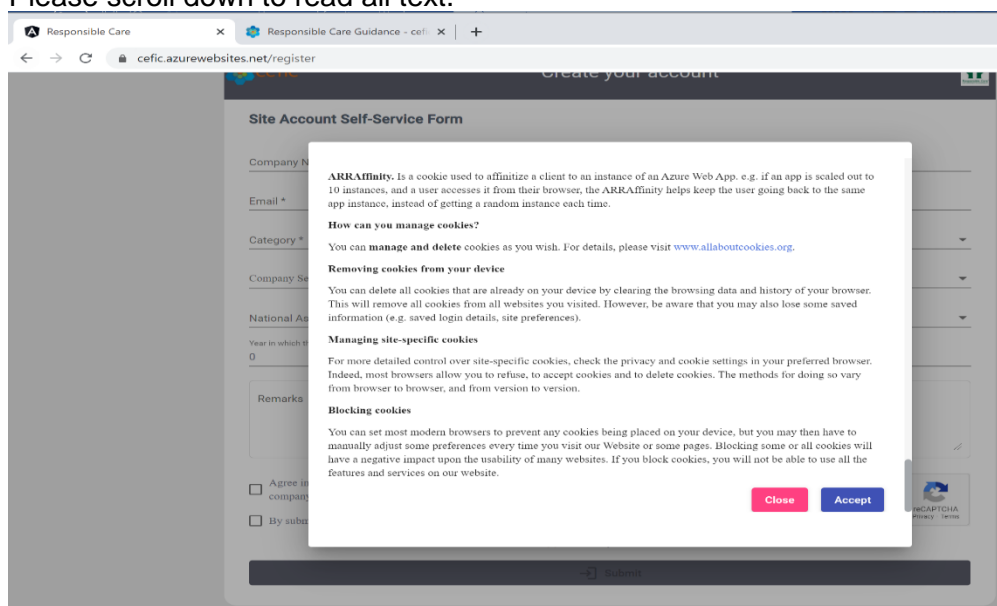 Please scroll down to read all text.
Responsible Care
Responsible Care Guidance - cefi
cefic.azurewebsites.net/register
cefic Create your account
Site Account Self-Service Form
Company N
Email *
Category *
Company Se
National As
Year in which th
0
Remarks
Agree in
company
By subm
ARRAffinity. Is a cookie used to affinitize a client to an instance of an Azure Web App. e.g. if an app is scaled out to
10 instances, and a user accesses it from their browser, the ARRAffinity helps keep the user going back to the same
app instance, instead of getting a random instance each time.
How can you manage cookies?
You can manage and delete cookies as you wish. For details, please visit www.allaboutcookies.org.
Removing cookies from your device
You can delete all cookies that are already on your device by clearing the browsing data and history of your browser.
This will remove all cookies from all websites you visited. However, be aware that you may also lose some saved
information (e.g. saved login details, site preferences).
Managing site-specific cookies
For more detailed control over site-specific cookies, check the privacy and cookie settings in your preferred browser.
Indeed, most browsers allow you to refuse, to accept cookies and to delete cookies. The methods for doing so vary
from browser to browser, and from version to version.
Blocking cookies
You can set most modern browsers to prevent any cookies being placed on your device, but you may then have to
manually adjust some preferences every time you visit our Website or some pages. Blocking some or all cookies will
have a negative impact upon the usability of many websites. If you block cookies, you will not be able to use all the
features and services on our website.
Close Accept
reCAPTCHA
Privacy - Terms
Submit